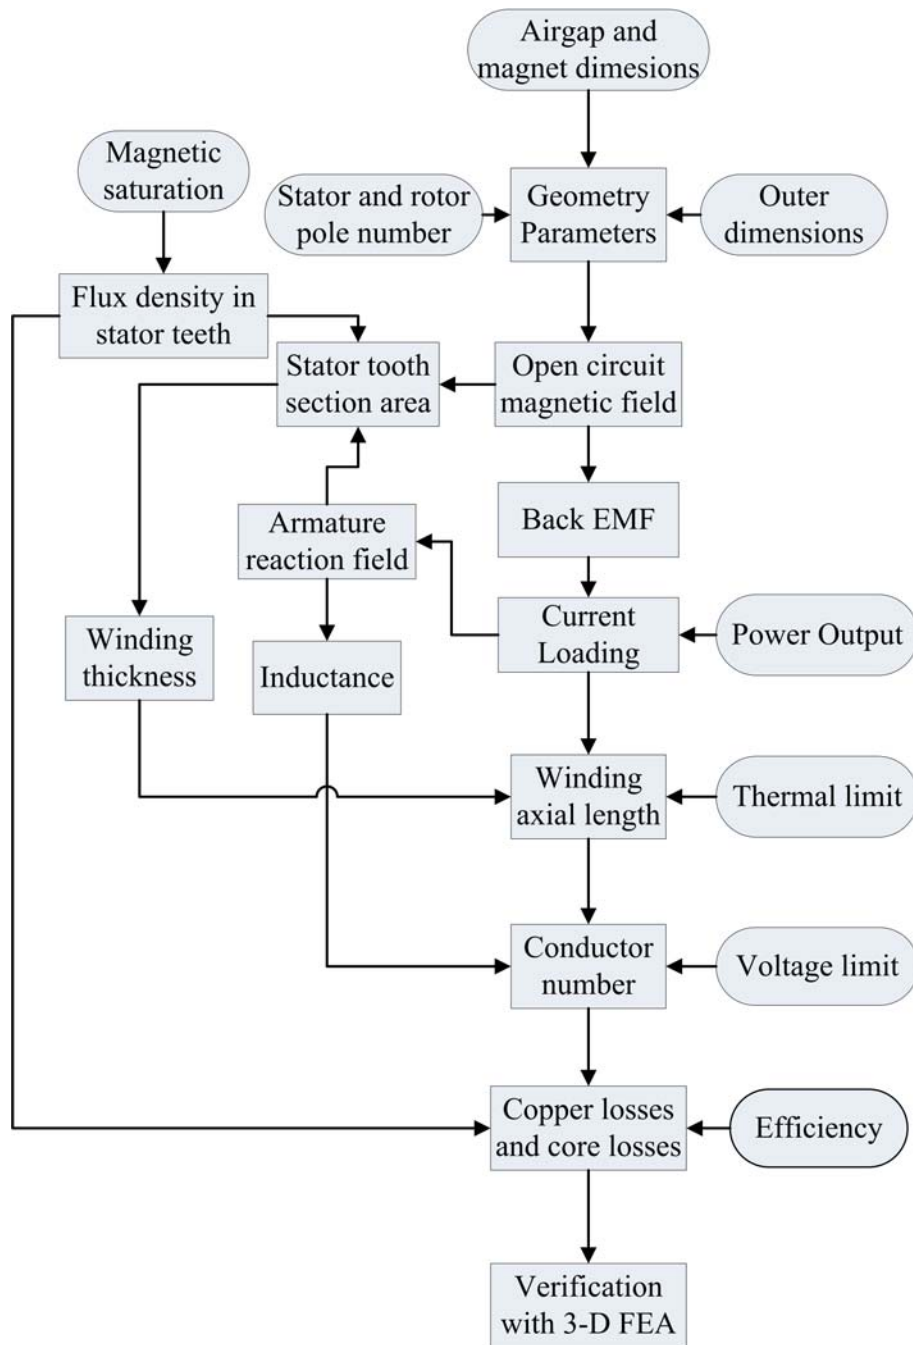 Airgap and
magnet dimesions
Magnetic
saturation
Stator and rotor
pole number
Geometry
Parameters
Outer
dimensions
Flux density in
stator teeth
Stator tooth
section area
Open circuit
magnetic field
Back EMF
Armature
reaction field
Current
Loading
Power Output
Winding
thickness
Inductance
Winding
axial length
Thermal limit
Conductor
number
Voltage limit
Copper losses
and core losses
Efficiency
Verification
with 3-D FEA